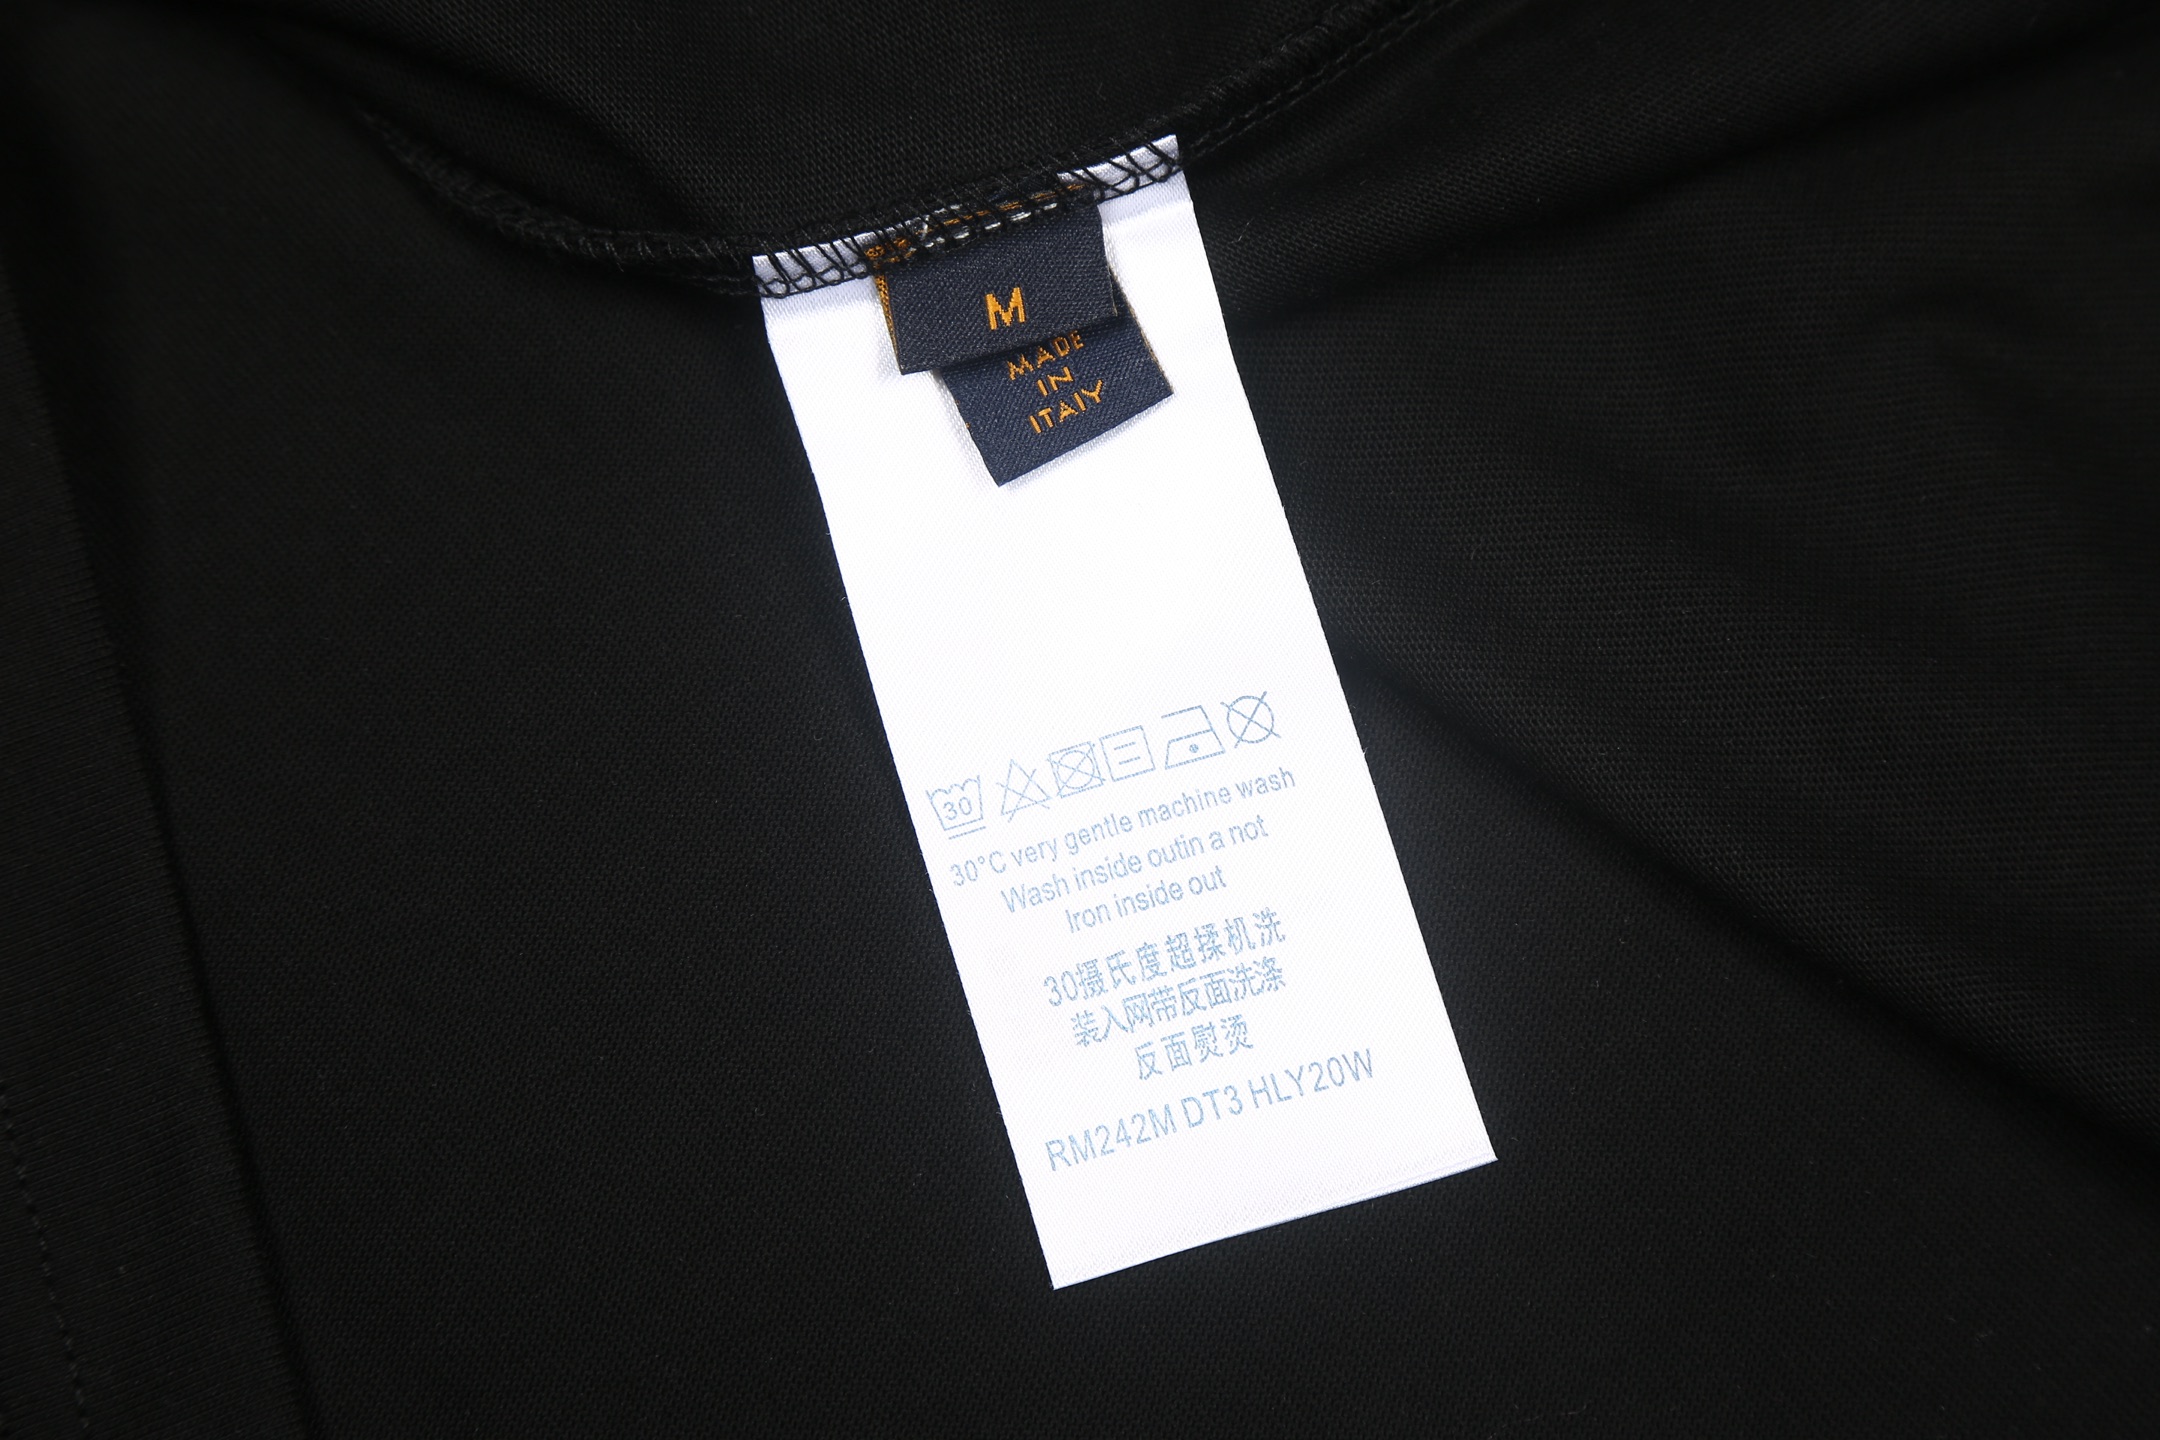 M
MADE
IN
ITALY
30
30°C very gentle machine wash
Wash inside outin a not
Iron inside out
30摄氏度超揉机洗
装入网带反面洗涤
反面熨烫
RM242M DT3 HLY20W